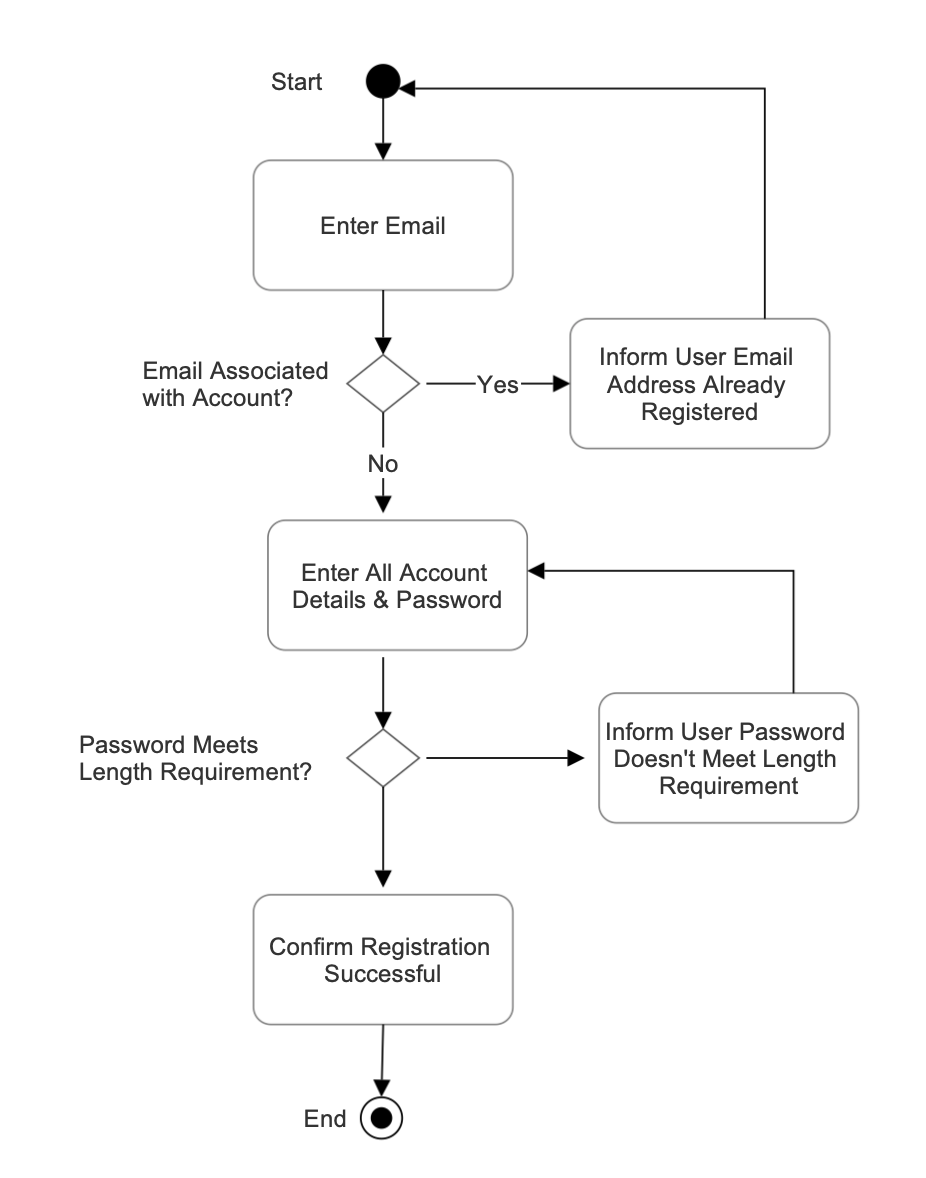 Start
Enter Email
Email Associated
with Account?
Yes
Inform User Email
Address Already
Registered
No
Enter All Account
Details & Password
Password Meets
Length Requirement?
Inform User Password
Doesn't Meet Length
Requirement
Confirm Registration
Successful
End